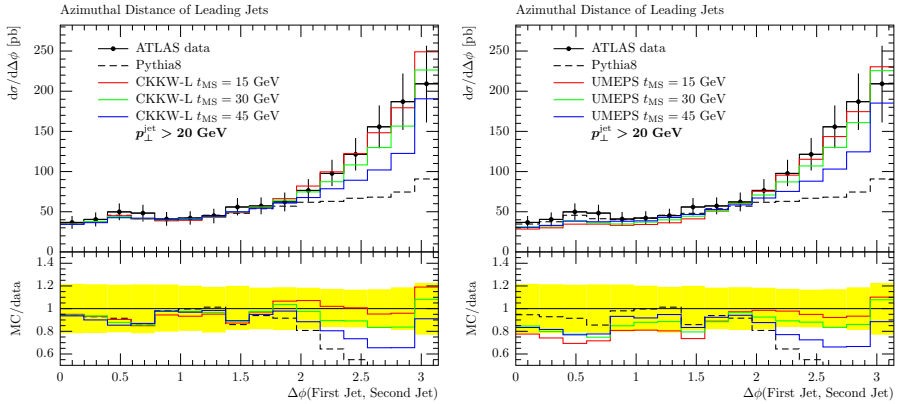 Azimuthal Distance of Leading Jets
dσ/dΔϕ [pb]
250
200
150
100
50
0
ATLAS data
Pythia8
CKKW-L t_MS = 15 GeV
CKKW-L t_MS = 30 GeV
CKKW-L t_MS = 45 GeV
p_⊥^jet > 20 GeV
MC/data
1.4
1.2
1
0.8
0.6
0 0.5 1 1.5 2 2.5 3
Δϕ(First Jet, Second Jet)
Azimuthal Distance of Leading Jets
dσ/dΔϕ [pb]
250
200
150
100
50
0
ATLAS data
Pythia8
UMEPS t_MS = 15 GeV
UMEPS t_MS = 30 GeV
UMEPS t_MS = 45 GeV
p_⊥^jet > 20 GeV
MC/data
1.4
1.2
1
0.8
0.6
0 0.5 1 1.5 2 2.5 3
Δϕ(First Jet, Second Jet)